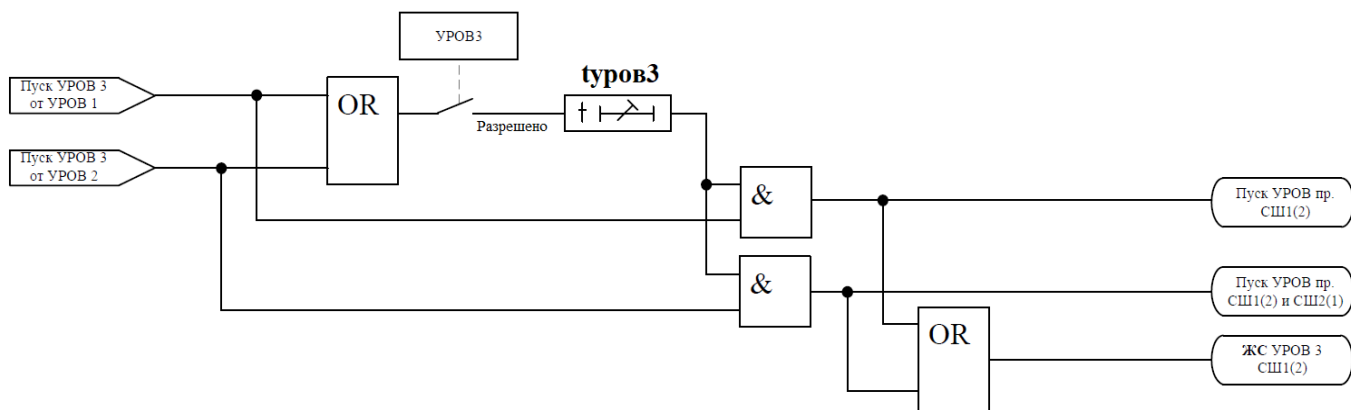 УРОВ3
Пуск УРОВ 3
от УРОВ 1
OR
tуров3
Разрешено
Пуск УРОВ 3
от УРОВ 2
&
Пуск УРОВ пр.
СШ1(2)
&
Пуск УРОВ пр.
СШ1(2) и СШ2(1)
OR
ЖС УРОВ 3
СШ1(2)